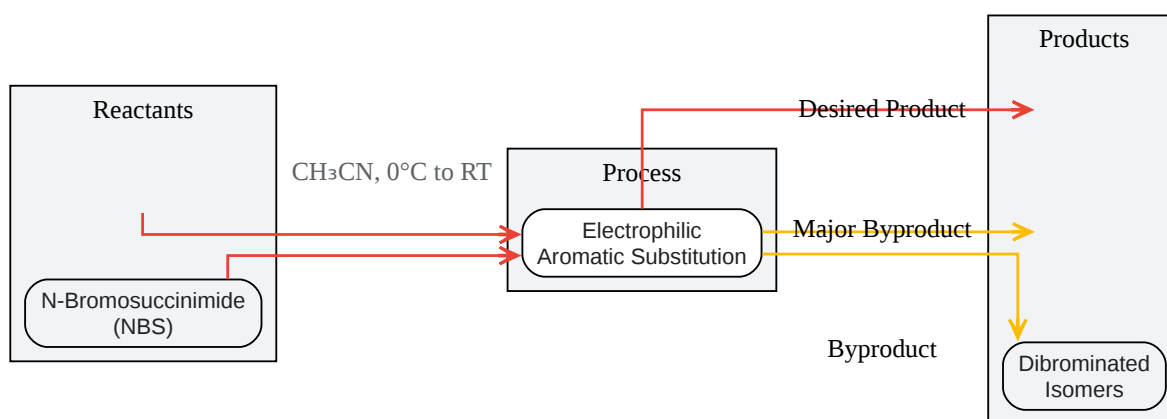 Products
Reactants
Desired Product
CH₃CN, 0°C to RT
Process
Electrophilic
Aromatic Substitution
Major Byproduct
N-Bromosuccinimide
(NBS)
Byproduct
Dibrominated
Isomers